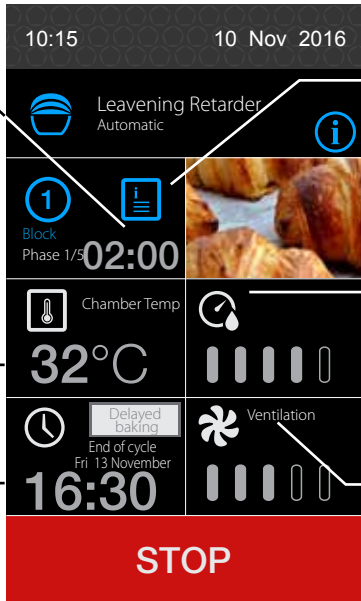 10:15 10 Nov 2016
Leavening Retarder
Automatic
i
1
i
Block
Phase 1/5 02:00
Chamber Temp
32°C
Delayed
baking
End of cycle
Fri 13 November
16:30
Ventilation
STOP